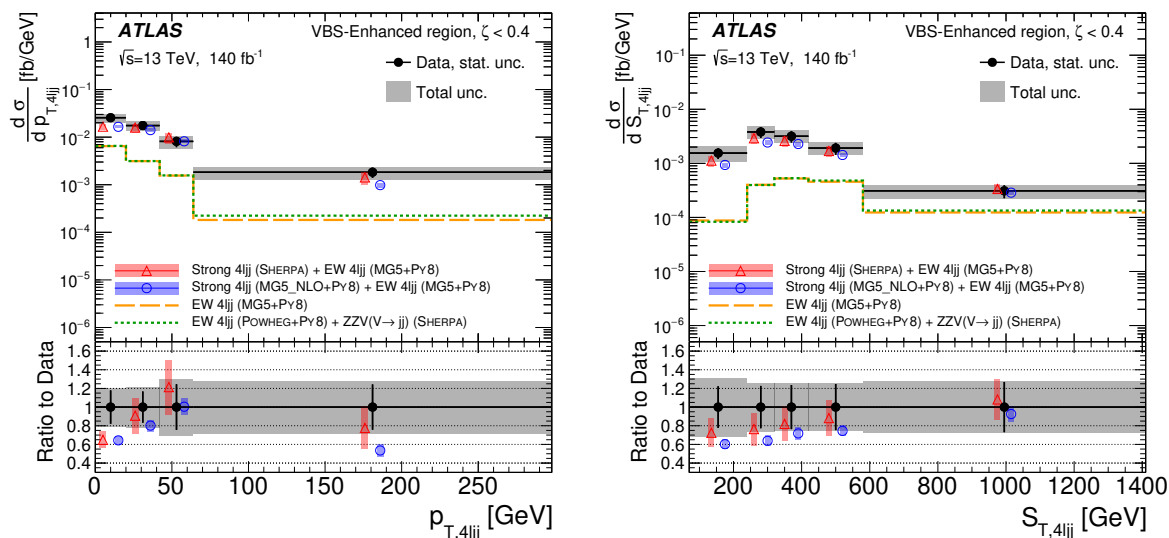 ATLAS
VBS-Enhanced region, ζ < 0.4
√s=13 TeV, 140 fb⁻¹
Data, stat. unc.
Total unc.
d σ / d p_T,4ljj [fb/GeV]
1
10⁻¹
10⁻²
10⁻³
10⁻⁴
10⁻⁵
10⁻⁶
Strong 4ljj (SHERPA) + EW 4ljj (MG5+PY8)
Strong 4ljj (MG5_NLO+PY8) + EW 4ljj (MG5+PY8)
EW 4ljj (MG5+PY8)
EW 4ljj (POWHEG+PY8) + ZZV(V→ jj) (SHERPA)
Ratio to Data
1.6
1.4
1.2
1
0.8
0.6
0.4
0 50 100 150 200 250
p_T,4ljj [GeV]
ATLAS
VBS-Enhanced region, ζ < 0.4
√s=13 TeV, 140 fb⁻¹
Data, stat. unc.
Total unc.
d σ / d S_T,4ljj [fb/GeV]
1
10⁻¹
10⁻²
10⁻³
10⁻⁴
10⁻⁵
10⁻⁶
Strong 4ljj (SHERPA) + EW 4ljj (MG5+PY8)
Strong 4ljj (MG5_NLO+PY8) + EW 4ljj (MG5+PY8)
EW 4ljj (MG5+PY8)
EW 4ljj (POWHEG+PY8) + ZZV(V→ jj) (SHERPA)
Ratio to Data
1.6
1.4
1.2
1
0.8
0.6
0.4
200 400 600 800 1000 1200 1400
S_T,4ljj [GeV]